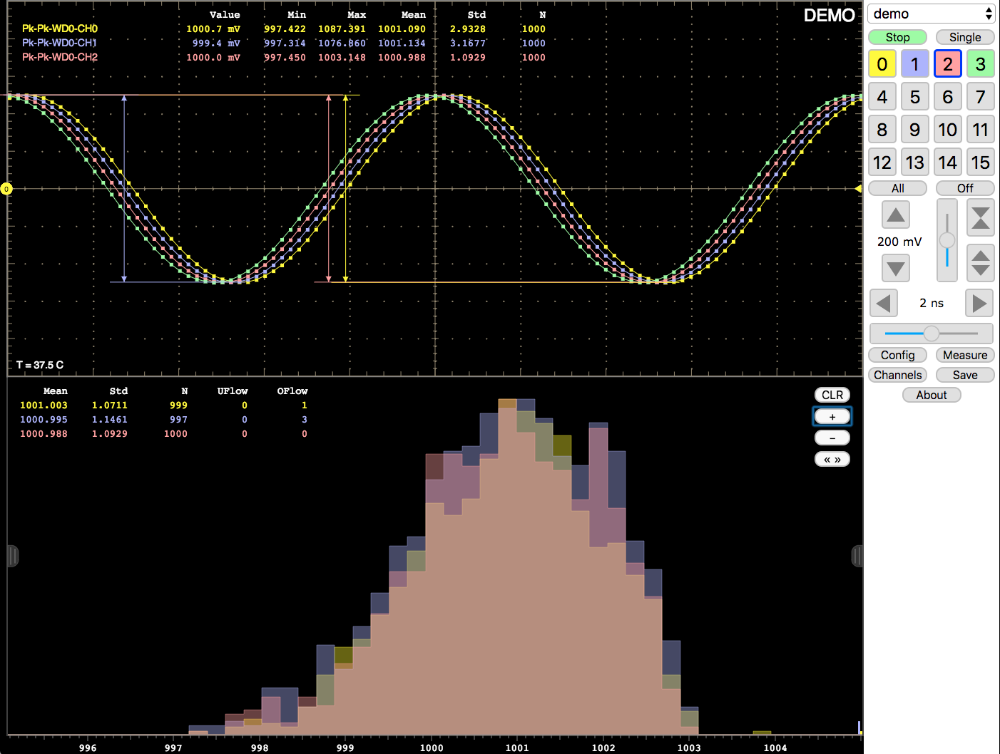 Value Min Max Mean Std N
Pk-Pk-WD0-CH0 1000.7 mV 997.422 1087.391 1001.090 2.9328 1000
Pk-Pk-WD0-CH1 999.4 mV 997.314 1076.860 1001.134 3.1677 1000
Pk-Pk-WD0-CH2 1000.0 mV 997.450 1003.148 1000.988 1.0929 1000
DEMO
0
T = 37.5 C
Mean Std N UFlow OFlow
1001.003 1.0711 999 0 1
1000.995 1.1461 997 0 3
1000.988 1.0929 1000 0 0
CLR
+
-
« »
996 997 998 999 1000 1001 1002 1003 1004
demo
Stop Single
0 1 2 3
4 5 6 7
8 9 10 11
12 13 14 15
All Off
200 mV
2 ns
Config Measure
Channels Save
About